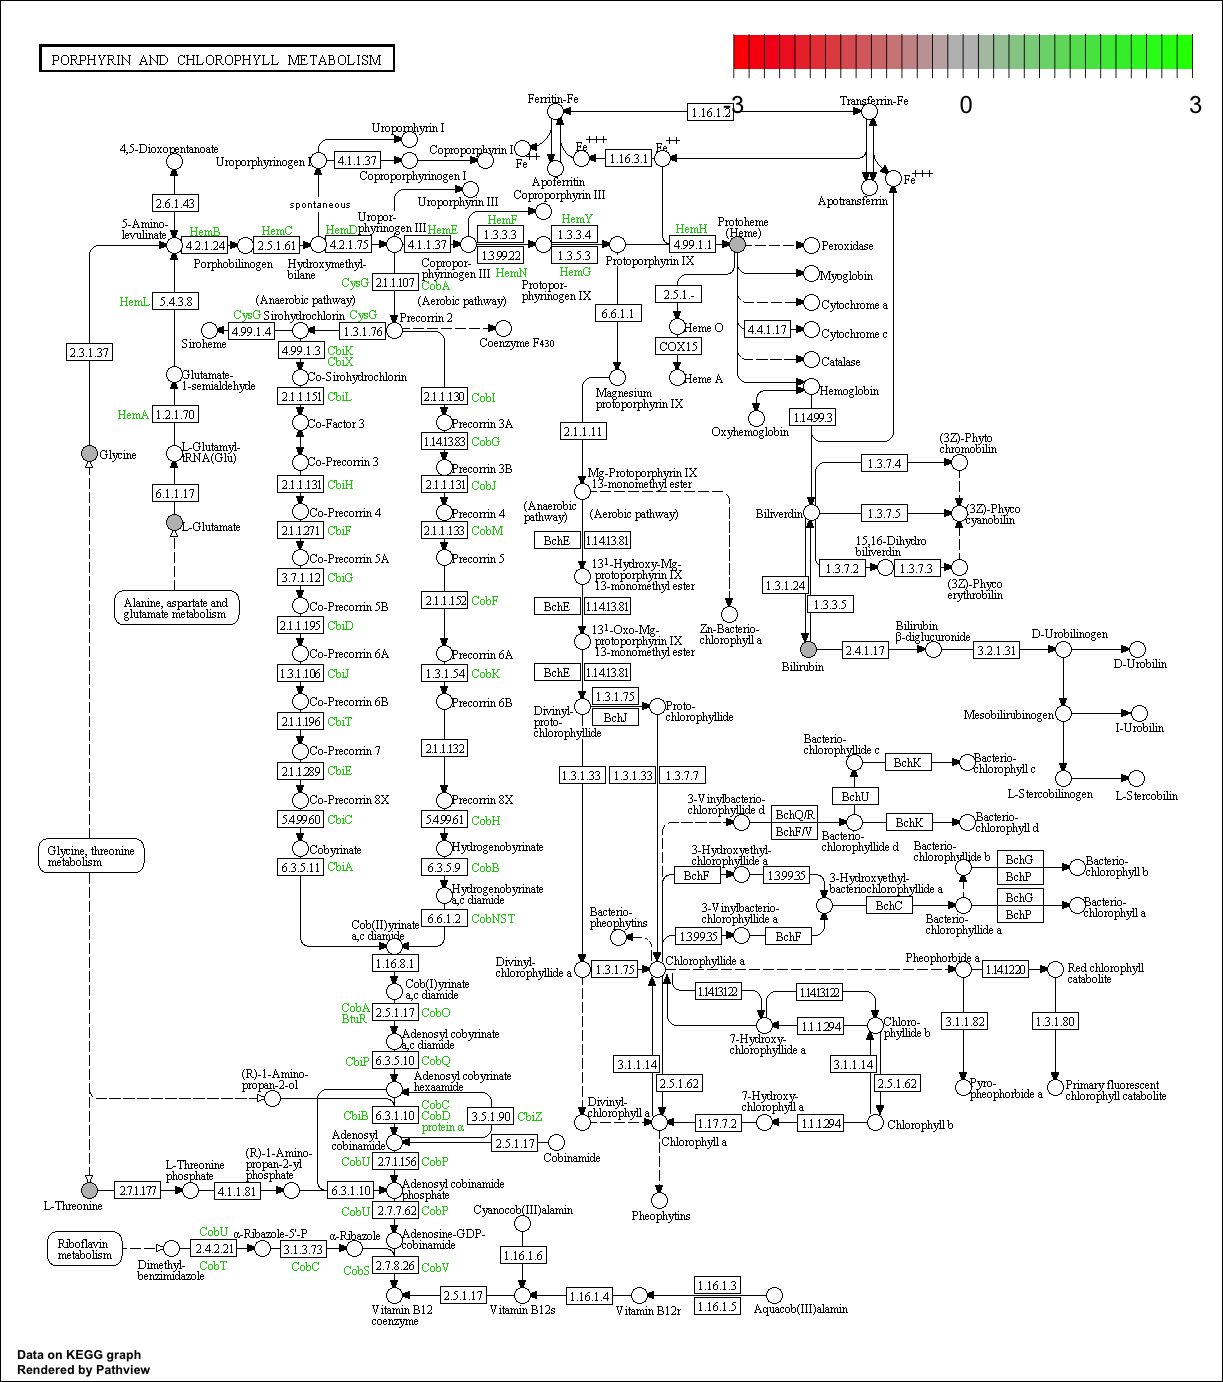 PORPHYRIN AND CHLOROPHYLL METABOLISM
-3
0
3
Ferritin-Fe
1.16.1.2
Transferrin-Fe
Uroporphyrin I
4,5-Dioxopentanoate
Uroporphyrinogen I
4.1.1.37
Coproporphyrin I
Fe++
Fe+++
1.16.3.1
Fe++
Coproporphyrinogen I
Apoferritin
Fe+++
Apotransferrin
2.6.1.43
spontaneous
Uroporphyrin III
Coproporphyrin III
5-Amino-
levulinate
HemB
4.2.1.24
HemC
2.5.1.61
HemD
4.2.1.75
Uropor-
phyrinogen III
HemE
4.1.1.37
HemF
1.3.3.3
1.3.99.22
HemN
HemY
1.3.3.4
1.3.5.3
HemG
HemH
4.99.1.1
Protoheme
(Heme)
Peroxidase
Porphobilinogen
Hydroxymethyl-
bilane
Copropor-
phyrinogen III
Protopor-
phyrinogen IX
Protoporphyrin IX
Myoglobin
CysG
2.1.1.107
CobA
(Anaerobic pathway)
(Aerobic pathway)
2.5.1.-
Cytochrome a
HemL
5.4.3.8
CysG
Sirohydrochlorin
CysG
Precorrin 2
6.6.1.1
Heme O
4.4.1.17
Cytochrome c
4.99.1.4
1.3.1.76
Siroheme
Coenzyme F430
COX15
2.3.1.37
4.99.1.3
CbiK
CbiX
Catalase
Glutamate-
1-semialdehyde
Co-Sirohydrochlorin
Magnesium
protoporphyrin IX
Heme A
Hemoglobin
2.1.1.151
CbiL
2.1.1.130
CobI
HemA
1.2.1.70
Co-Factor 3
Precorrin 3A
2.1.1.11
Oxyhemoglobin
1.14.99.3
1.14.13.83
CobG
(3Z)-Phyto
chromobilin
Glycine
L-Glutamyl-
tRNA(Glu)
Co-Precorrin 3
Precorrin 3B
1.3.7.4
6.1.1.17
2.1.1.131
CbiH
2.1.1.131
CobJ
Mg-Protoporphyrin IX
13-monomethyl ester
L-Glutamate
Co-Precorrin 4
Precorrin 4
(Anaerobic
pathway)
(Aerobic pathway)
Biliverdin
1.3.7.5
(3Z)-Phyco
cyanobilin
2.1.1.271
CbiF
2.1.1.133
CobM
BchE
1.14.13.81
15,16-Dihydro
biliverdin
Co-Precorrin 5A
Precorrin 5
13¹-Hydroxy-Mg-
protoporphyrin IX
13-monomethyl ester
1.3.7.2
1.3.7.3
(3Z)-Phyco
erythrobilin
3.7.1.12
CbiG
1.3.1.24
1.3.3.5
Alanine, aspartate and
glutamate metabolism
Co-Precorrin 5B
2.1.1.152
CobF
BchE
1.14.13.81
Zn-Bacterio-
chlorophyll a
2.1.1.195
CbiD
13¹-Oxo-Mg-
protoporphyrin IX
13-monomethyl ester
Bilirubin
β-diglucuronide
D-Urobilinogen
Co-Precorrin 6A
Precorrin 6A
Bilirubin
2.4.1.17
3.2.1.31
D-Urobilin
1.3.1.106
CbiJ
1.3.1.54
CobK
BchE
1.14.13.81
Co-Precorrin 6B
Precorrin 6B
1.3.1.75
BchJ
Divinyl-
proto-
chlorophyllide
Proto-
chlorophyllide
Mesobilirubinogen
I-Urobilin
2.1.1.196
CbiT
2.1.1.132
Co-Precorrin 7
Bacterio-
chlorophyllide c
BchK
Bacterio-
chlorophyll c
2.1.1.289
CbiE
1.3.1.33
1.3.1.33
1.3.7.7
BchU
L-Stercobilinogen
L-Stercobilin
Co-Precorrin 8X
Precorrin 8X
3-Vinylbacterio-
chlorophyllide d
BchQ/R
BchF/V
5.4.99.60
CbiC
5.4.99.61
CobH
BchK
Bacterio-
chlorophyll d
Bacterio-
chlorophyllide d
Glycine, threonine
metabolism
Cobyrinate
Hydrogenobyrinate
3-Hydroxyethyl-
chlorophyllide a
Bacterio-
chlorophyllide b
BchG
BchP
Bacterio-
chlorophyll b
6.3.5.11
CbiA
6.3.5.9
CobB
BchF
1.3.99.35
3-Hydroxyethyl-
bacteriochlorophyllide a
Hydrogenobyrinate
a,c diamide
BchC
BchG
BchP
Bacterio-
chlorophyll a
6.6.1.2
CobNST
Bacterio-
pheophytins
3-Vinylbacterio-
chlorophyllide a
Bacterio-
chlorophyllide a
Cob(II)yrinate
a,c diamide
1.3.99.35
BchF
1.16.8.1
Divinyl-
chlorophyllide a
1.3.1.75
Chlorophyllide a
Pheophorbide a
1.14.12.20
Red chlorophyll
catabolite
Cob(I)yrinate
a,c diamide
1.14.13.122
1.14.13.122
CobA
BtuR
2.5.1.17
CobO
7-Hydroxy-
chlorophyllide a
1.1.1.294
Chloro-
phyllide b
3.1.1.82
1.3.1.80
Adenosyl cobyrinate
a,c diamide
CbiP
6.3.5.10
CobQ
3.1.1.14
2.5.1.62
3.1.1.14
2.5.1.62
(R)-1-Amino-
propan-2-ol
Adenosyl cobyrinate
hexaamide
Pyro-
pheophorbide a
Primary fluorescent
chlorophyll catabolite
CbiB
6.3.1.10
CobC
CobD
protein α
3.5.1.90
CbiZ
Divinyl-
chlorophyll a
7-Hydroxy-
chlorophyll a
Chlorophyll a
1.17.7.2
1.1.1.294
Chlorophyll b
Adenosyl
cobinamide
2.5.1.17
Cobinamide
CobU
2.7.1.156
CobP
L-Threonine
phosphate
(R)-1-Amino-
propan-2-yl
phosphate
L-Threonine
2.7.1.177
4.1.1.81
6.3.1.10
Adenosyl cobinamide
phosphate
Pheophytins
CobU
2.7.7.62
CobP
Cyanocob(III)alamin
Riboflavin
metabolism
CobU
2.4.2.21
CobT
α-Ribazole-5'-P
3.1.3.73
CobC
α-Ribazole
Adenosine-GDP-
cobinamide
1.16.1.6
Dimethyl-
benzimidazole
CobS
2.7.8.26
CobV
1.16.1.3
1.16.1.5
Vitamin B12
coenzyme
2.5.1.17
Vitamin B12s
1.16.1.4
Vitamin B12r
Aquacob(III)alamin
Data on KEGG graph
Rendered by Pathview